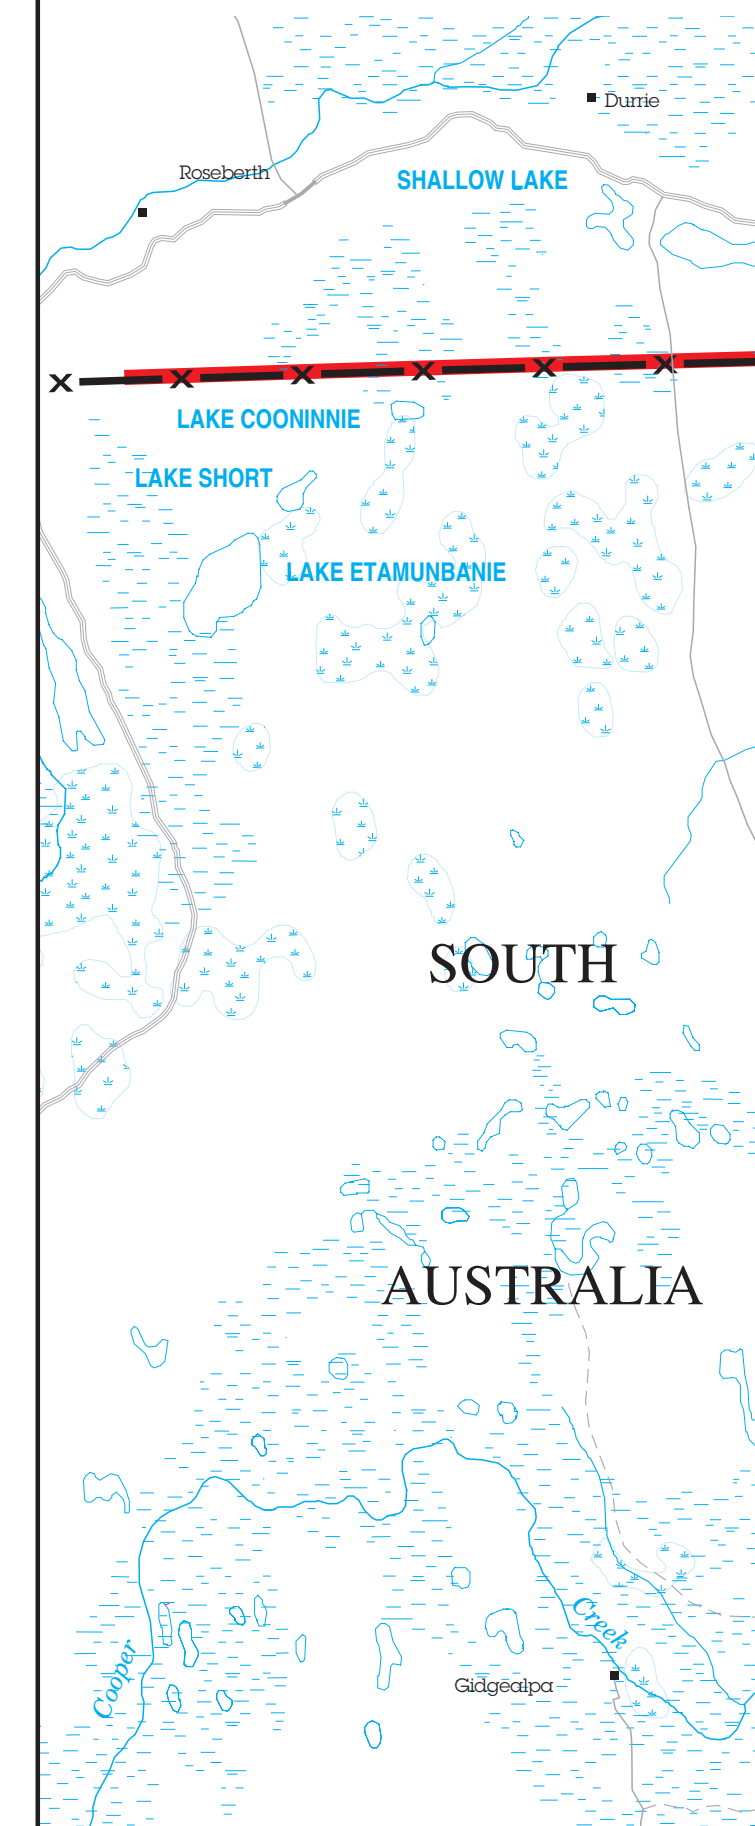 Durrie
Roseberth
SHALLOW LAKE
LAKE COONINNIE
LAKE SHORT
LAKE ETAMUNBANIE
SOUTH
AUSTRALIA
Creek
Cooper
Gidgealpa